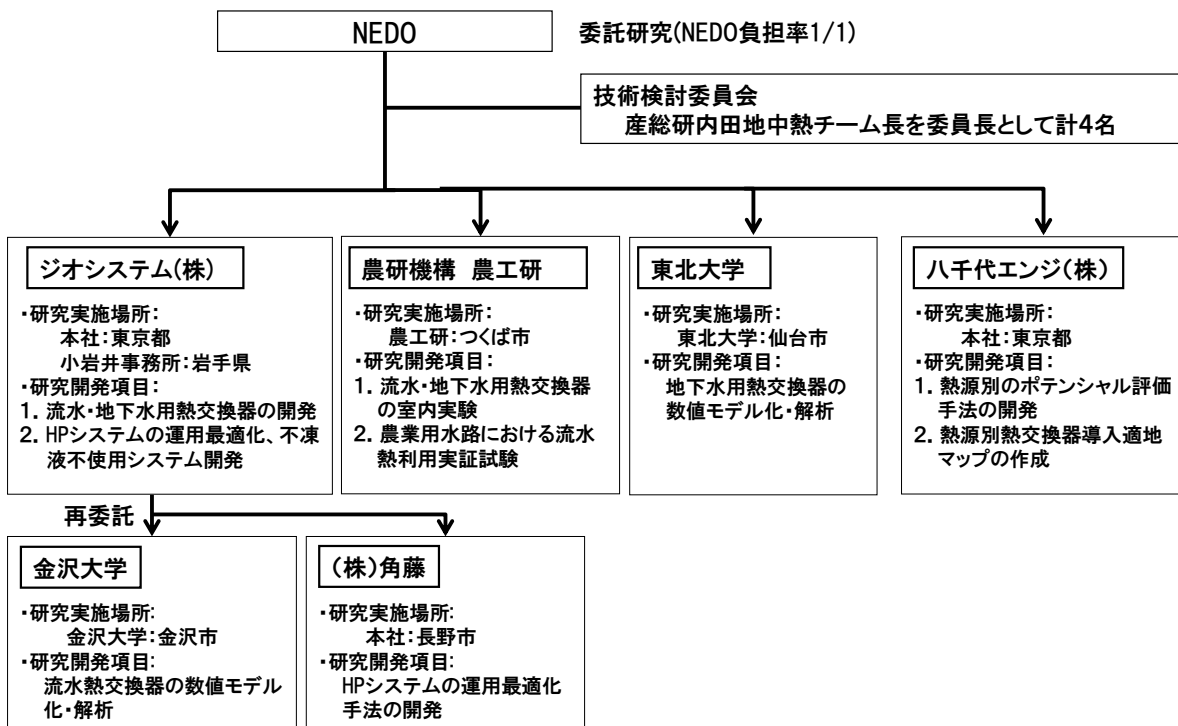 NEDO
委託研究(NEDO負担率1/1)
技術検討委員会
産総研内田地中熱チーム長を委員長として計4名
ジオシステム(株)
・研究実施場所:
本社:東京都
小岩井事務所:岩手県
・研究開発項目:
1. 流水・地下水用熱交換器の開発
2. HPシステムの運用最適化、不凍
液不使用システム開発
農研機構 農工研
・研究実施場所:
農工研:つくば市
・研究開発項目:
1. 流水・地下水用熱交換器
の室内実験
2. 農業用水路における流水
熱利用実証試験
東北大学
・研究実施場所:
東北大学:仙台市
・研究開発項目:
地下水用熱交換器の
数値モデル化・解析
八千代エンジ(株)
・研究実施場所:
本社:東京都
・研究開発項目:
1. 熱源別のポテンシャル評価
手法の開発
2. 熱源別熱交換器導入適地
マップの作成
再委託
金沢大学
・研究実施場所:
金沢大学:金沢市
・研究開発項目:
流水熱交換器の数値モデル
化・解析
(株)角藤
・研究実施場所:
本社:長野市
・研究開発項目:
HPシステムの運用最適化
手法の開発